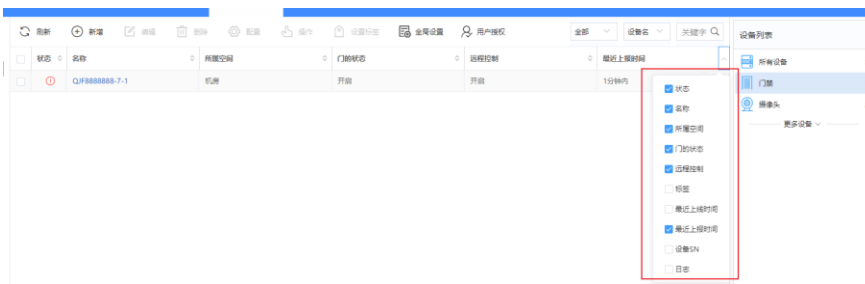 刷新 新增 编辑 删除 配置 操作 设置标签 全局设置 用户授权 全部 设备名 关键字
状态 名称 所属空间 门的状态 远程控制 最近上报时间
QJF8888888-7-1 机房 开启 开启 1分钟内
状态
名称
所属空间
门的状态
远程控制
标签
最近上线时间
最近上报时间
设备SN
日志
设备列表
所有设备
门禁
摄像头
更多设备